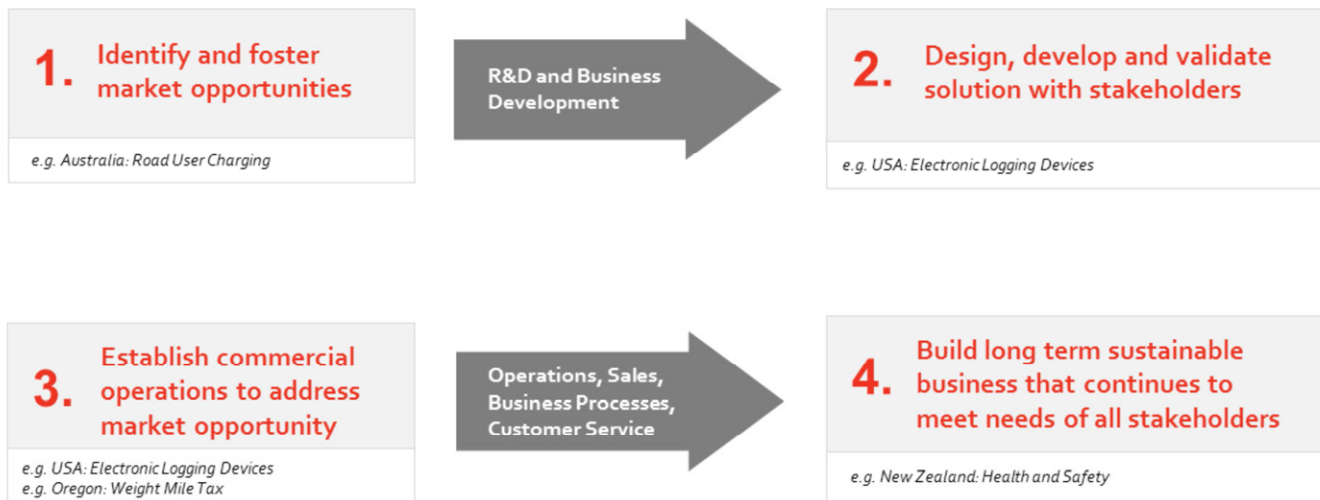 1. Identify and foster
market opportunities
e.g. Australia: Road User Charging
R&D and Business
Development
2. Design, develop and validate
solution with stakeholders
e.g. USA: Electronic Logging Devices
3. Establish commercial
operations to address
market opportunity
e.g. USA: Electronic Logging Devices
e.g. Oregon: Weight Mile Tax
Operations, Sales,
Business Processes,
Customer Service
4. Build long term sustainable
business that continues to
meet needs of all stakeholders
e.g. New Zealand: Health and Safety